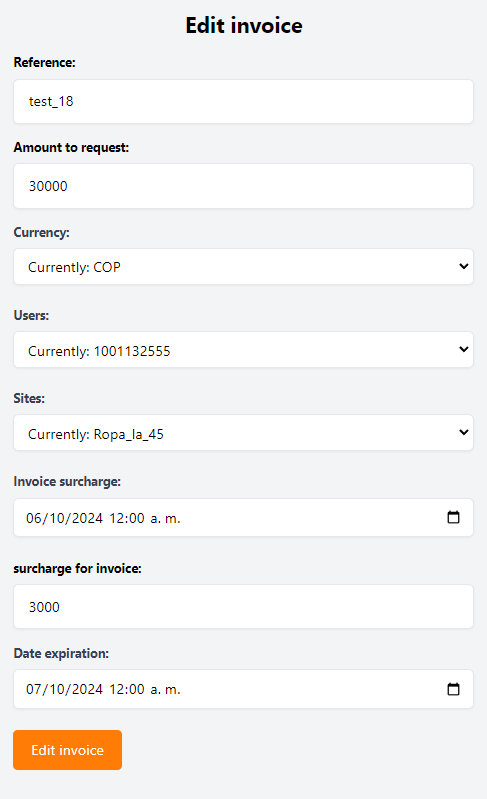 Edit invoice
Reference:
test_18
Amount to request:
30000
Currency:
Currently: COP
Users:
Currently: 1001132555
Sites:
Currently: Ropa_la_45
Invoice surcharge:
06/10/2024 12:00 a. m.
surcharge for invoice:
3000
Date expiration:
07/10/2024 12:00 a. m.
Edit invoice